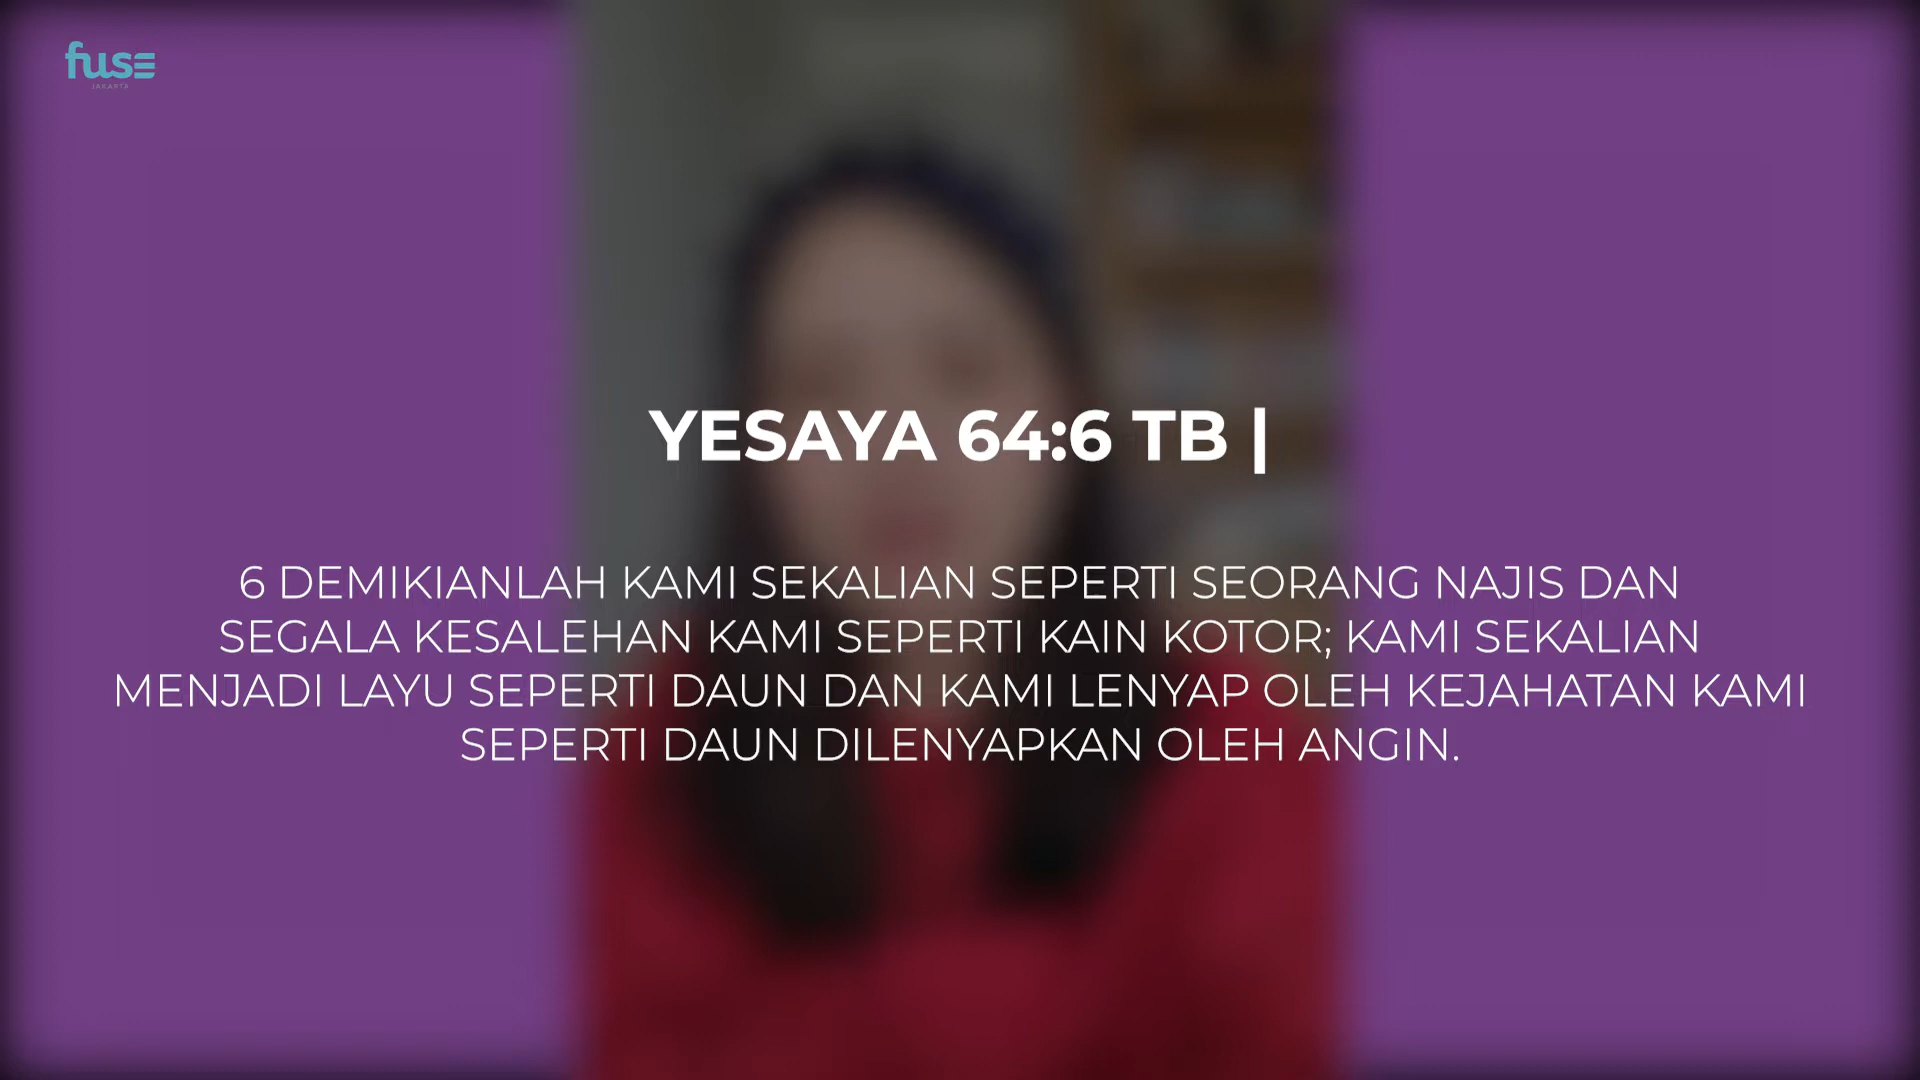 fuse
JAKARTA
YESAYA 64:6 TB |
6 DEMIKIANLAH KAMI SEKALIAN SEPERTI SEORANG NAJIS DAN
SEGALA KESALEHAN KAMI SEPERTI KAIN KOTOR; KAMI SEKALIAN
MENJADI LAYU SEPERTI DAUN DAN KAMI LENYAP OLEH KEJAHATAN KAMI
SEPERTI DAUN DILENYAPKAN OLEH ANGIN.